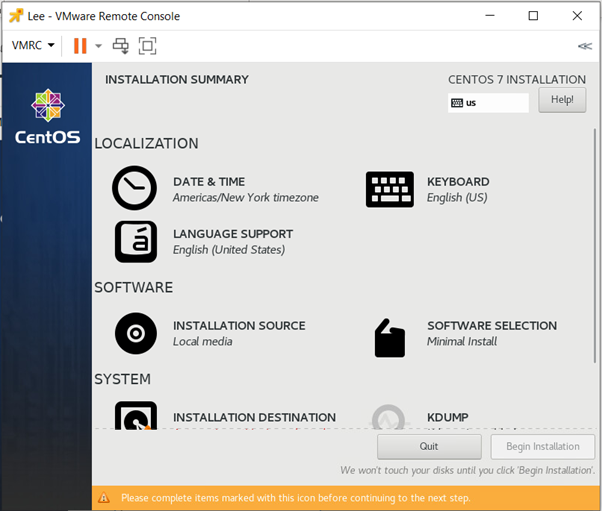 Lee - VMware Remote Console
VMRC
INSTALLATION SUMMARY
CENTOS 7 INSTALLATION
us
Help!
CentOS
LOCALIZATION
DATE & TIME
Americas/New York timezone
KEYBOARD
English (US)
LANGUAGE SUPPORT
English (United States)
SOFTWARE
INSTALLATION SOURCE
Local media
SOFTWARE SELECTION
Minimal Install
SYSTEM
INSTALLATION DESTINATION
KDUMP
Quit
Begin Installation
We won't touch your disks until you click 'Begin Installation'.
Please complete items marked with this icon before continuing to the next step.